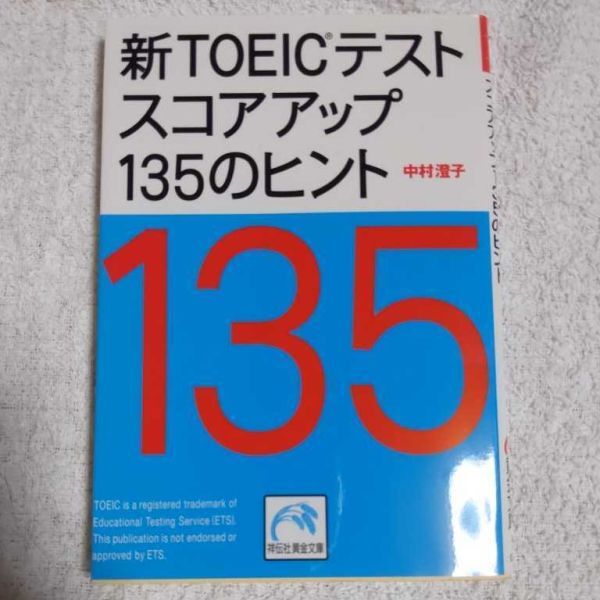 新TOEIC®テスト
スコアアップ
135のヒント 中村澄子
135
TOEIC is a registered trademark of
Educational Testing Service (ETS).
This publication is not endorsed or
approved by ETS.
祥伝社黄金文庫